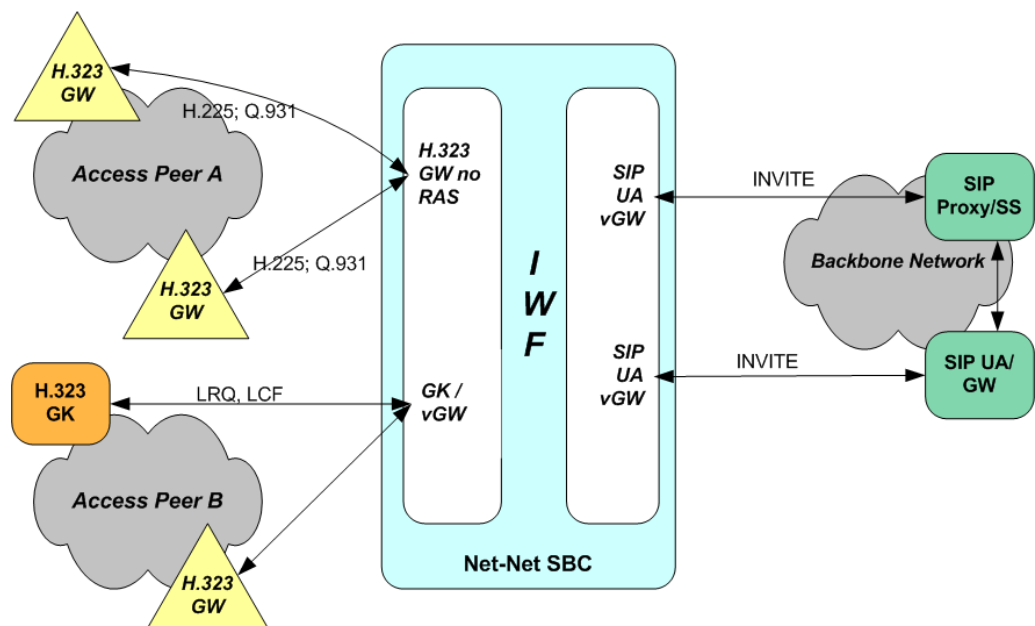 H.323
GW
H.225; Q.931
Access Peer A
H.225; Q.931
H.323
GW
H.323
GK
LRQ, LCF
Access Peer B
H.323
GW
H.323
GW no
RAS
GK /
vGW
I
W
F
SIP
UA
vGW
SIP
UA
vGW
Net-Net SBC
INVITE
INVITE
SIP
Proxy/SS
Backbone Network
SIP UA/
GW